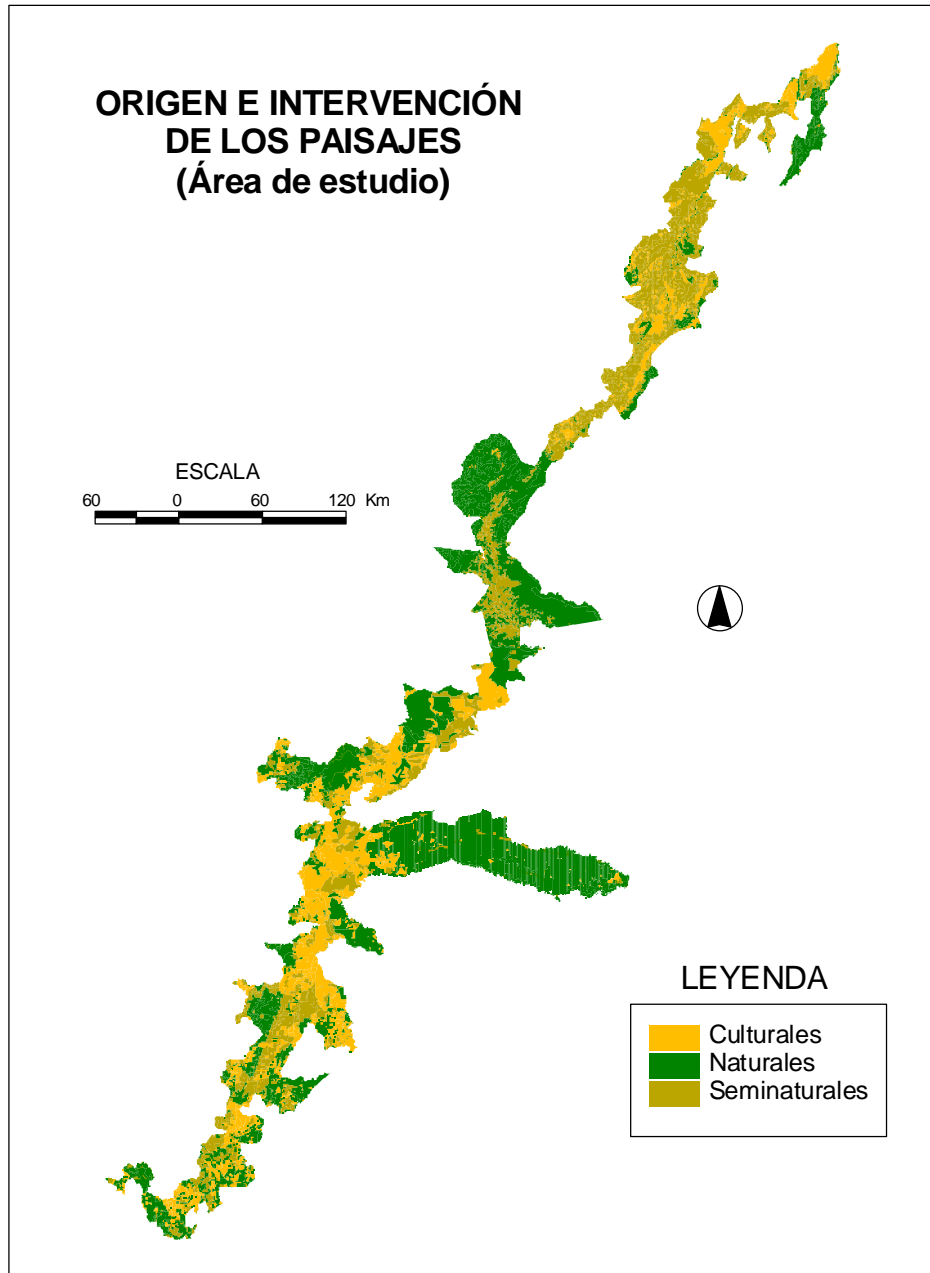 ORIGEN E INTERVENCIÓN
DE LOS PAISAJES
(Área de estudio)
ESCALA
60 0 60 120 Km
LEYENDA
Culturales
Naturales
Seminaturales